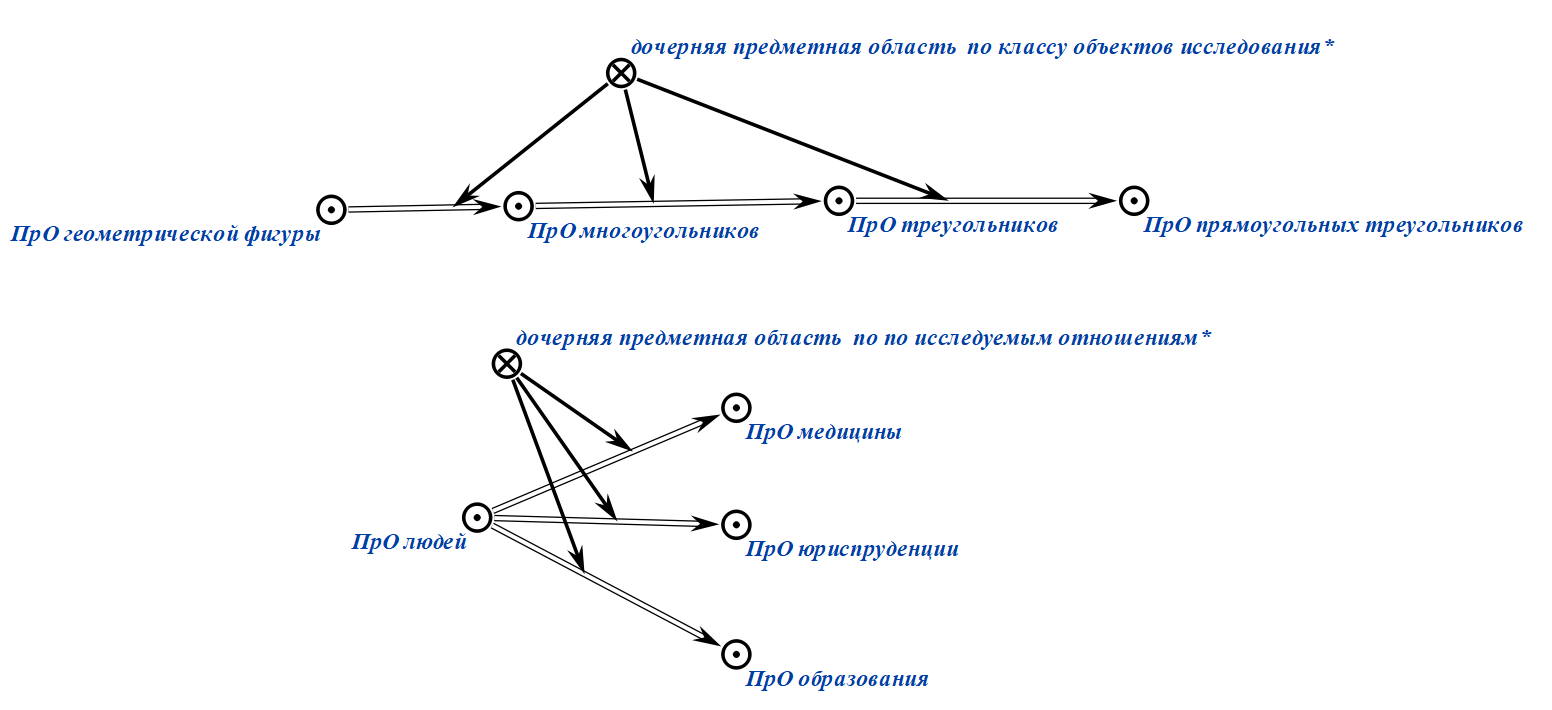 дочерняя предметная область по классу объектов исследования*
ПрО геометрической фигуры
ПрО многоугольников
ПрО треугольников
ПрО прямоугольных треугольников
дочерняя предметная область по по исследуемым отношениям*
ПрО медицины
ПрО людей
ПрО юриспруденции
ПрО образования